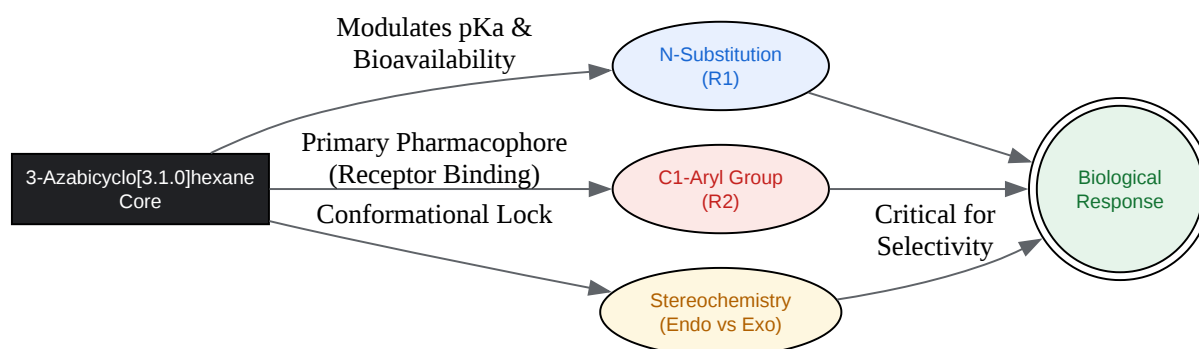 3-Azabicyclo[3.1.0]hexane
Core
Modulates pKa &
Bioavailability
Primary Pharmacophore
(Receptor Binding)
Conformational Lock
N-Substitution
(R1)
C1-Aryl Group
(R2)
Stereochemistry
(Endo vs Exo)
Critical for
Selectivity
Biological
Response